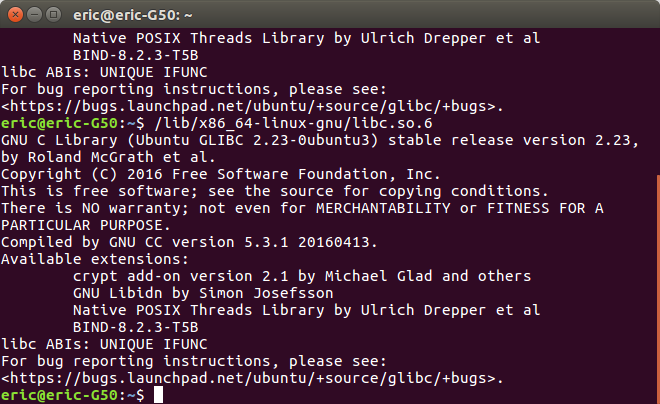 eric@eric-G50: ~
Native POSIX Threads Library by Ulrich Drepper et al
BIND-8.2.3-T5B
libc ABIs: UNIQUE IFUNC
For bug reporting instructions, please see:
<https://bugs.launchpad.net/ubuntu/+source/glibc/+bugs>.
eric@eric-G50:~$ /lib/x86_64-linux-gnu/libc.so.6
GNU C Library (Ubuntu GLIBC 2.23-0ubuntu3) stable release version 2.23,
by Roland McGrath et al.
Copyright (C) 2016 Free Software Foundation, Inc.
This is free software; see the source for copying conditions.
There is NO warranty; not even for MERCHANTABILITY or FITNESS FOR A
PARTICULAR PURPOSE.
Compiled by GNU CC version 5.3.1 20160413.
Available extensions:
crypt add-on version 2.1 by Michael Glad and others
GNU Libidn by Simon Josefsson
Native POSIX Threads Library by Ulrich Drepper et al
BIND-8.2.3-T5B
libc ABIs: UNIQUE IFUNC
For bug reporting instructions, please see:
<https://bugs.launchpad.net/ubuntu/+source/glibc/+bugs>.
eric@eric-G50:~$